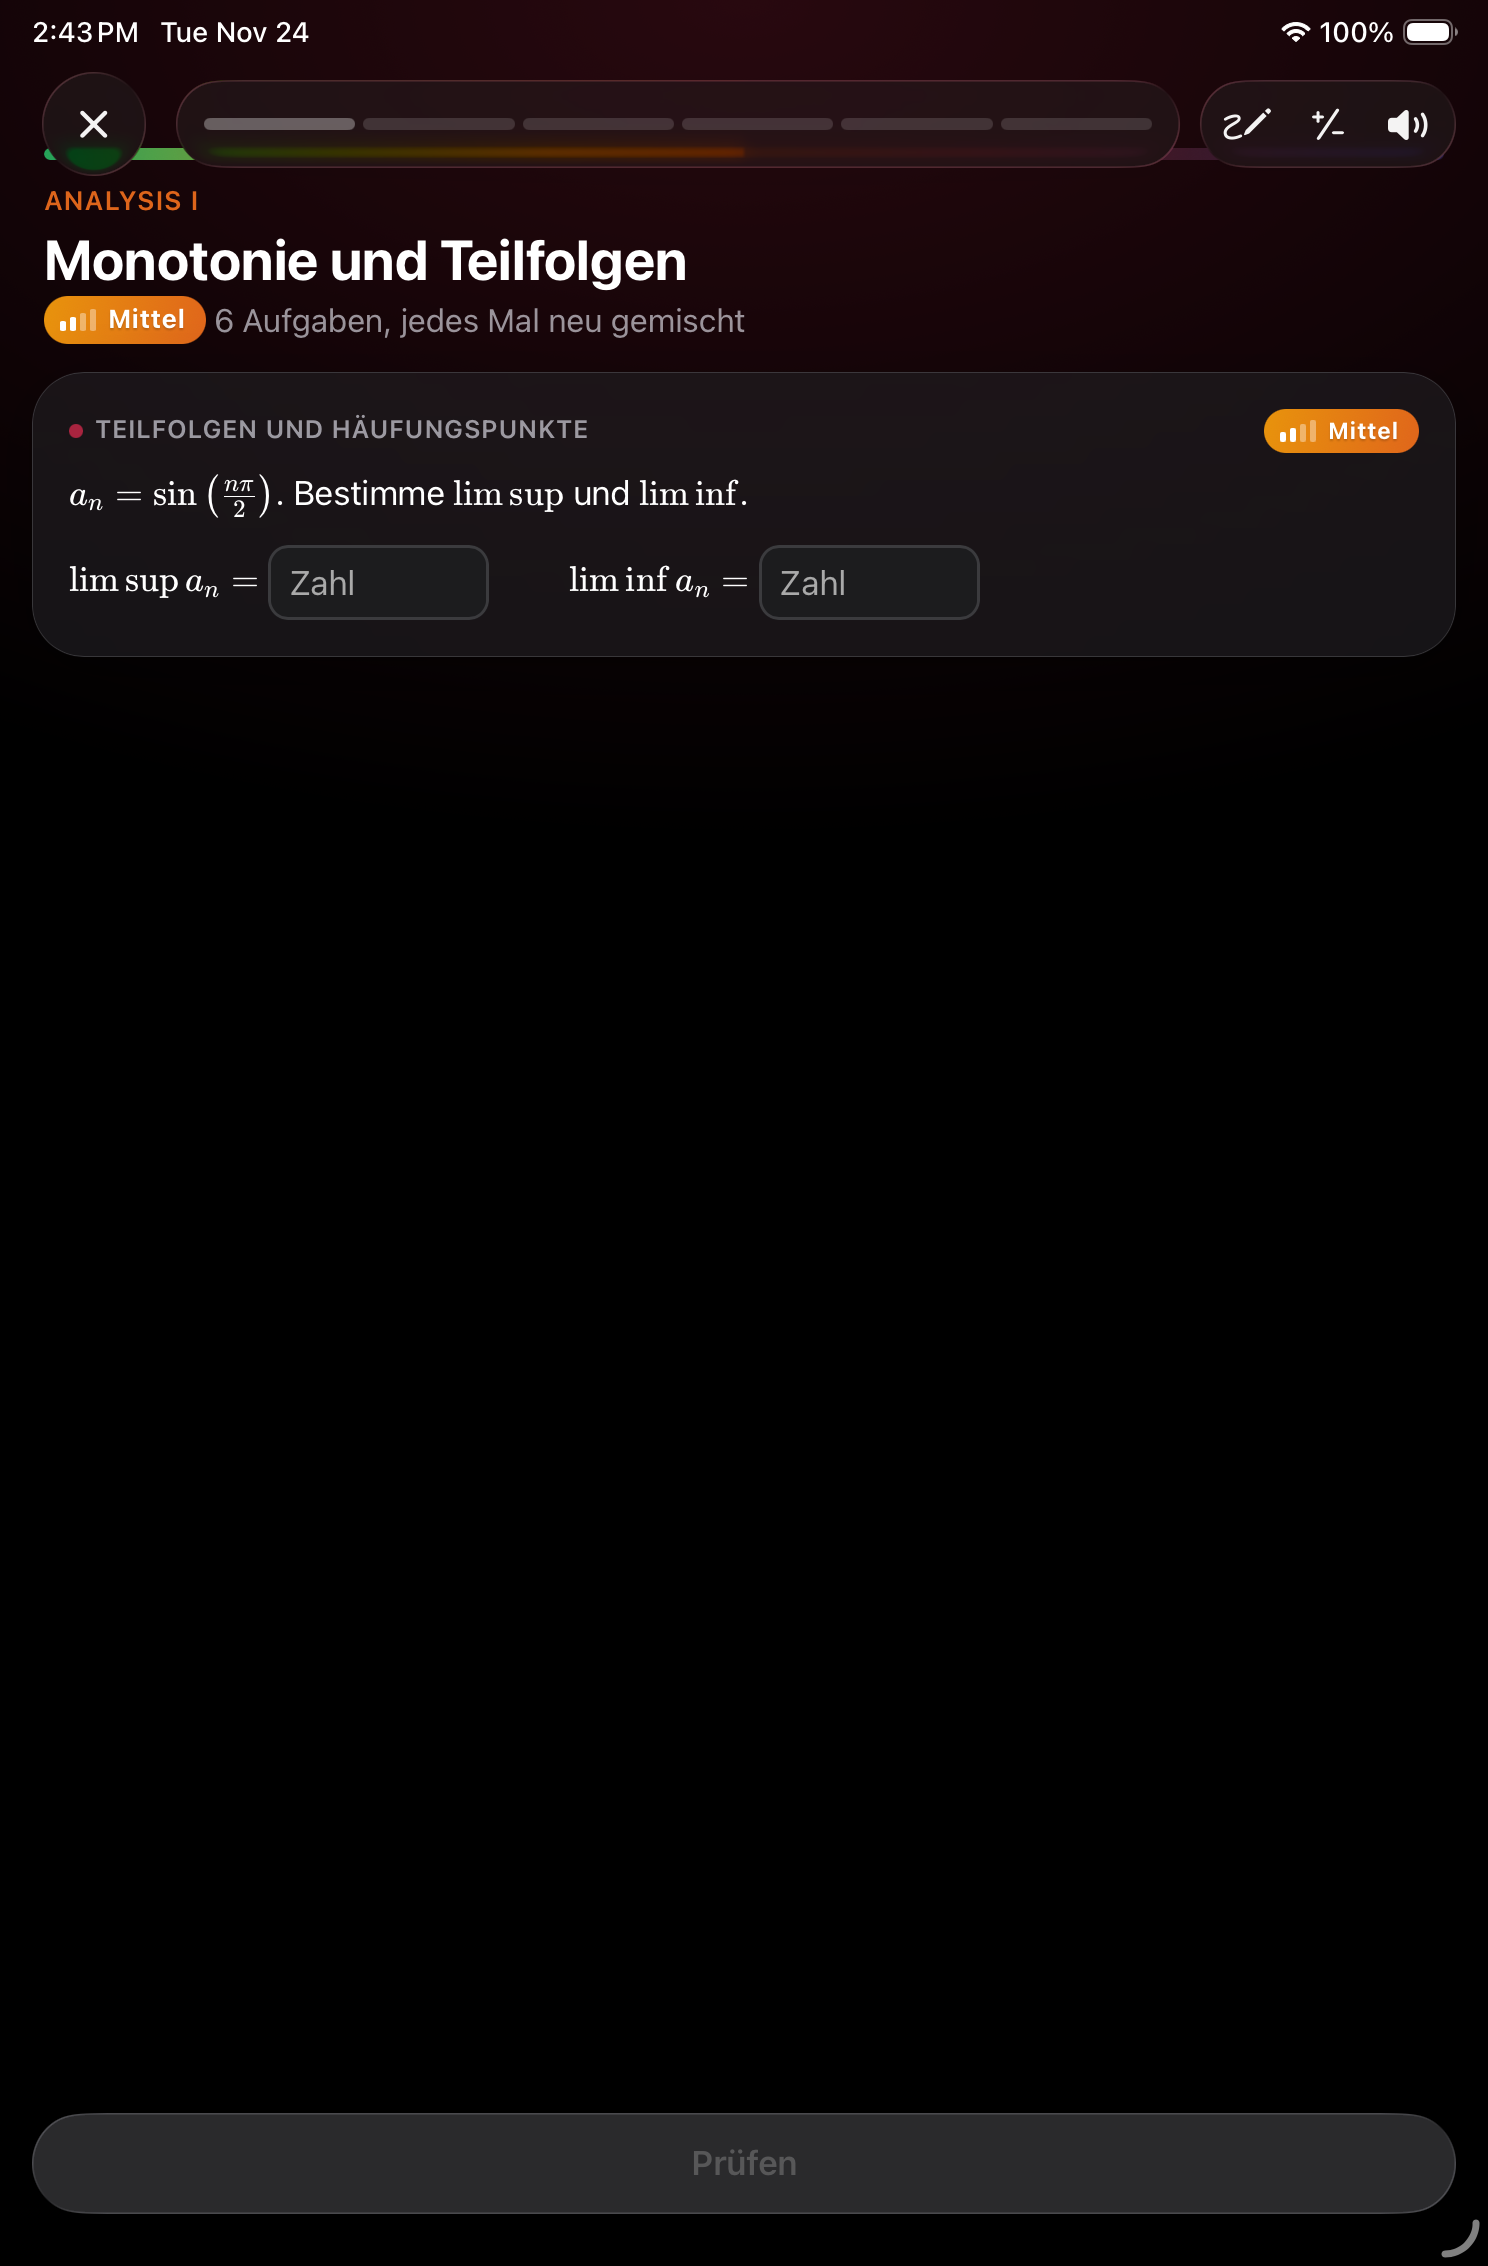 2:43 PM Tue Nov 24 100%
ANALYSIS I
Monotonie und Teilfolgen
Mittel 6 Aufgaben, jedes Mal neu gemischt
TEILFOLGEN UND HÄUFUNGSPUNKTE Mittel
aₙ = sin (nπ/2). Bestimme lim sup und lim inf.
lim sup aₙ = Zahl lim inf aₙ = Zahl
Prüfen